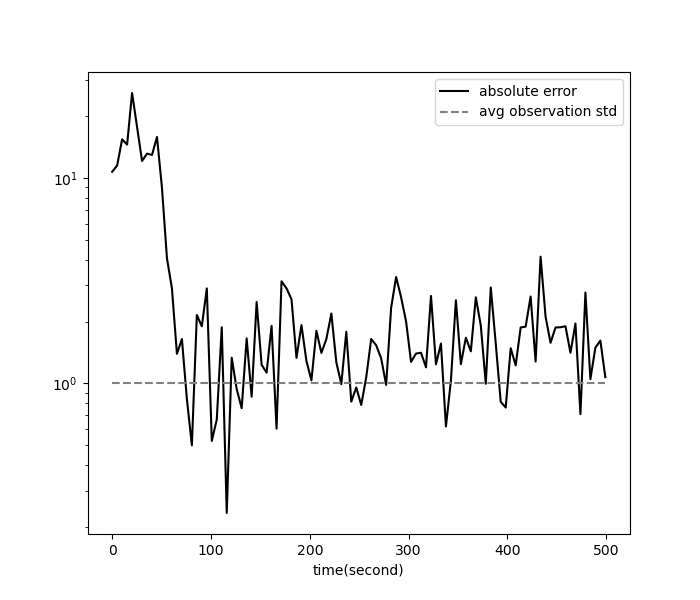 absolute error
avg observation std
10¹
10⁰
0 100 200 300 400 500
time(second)